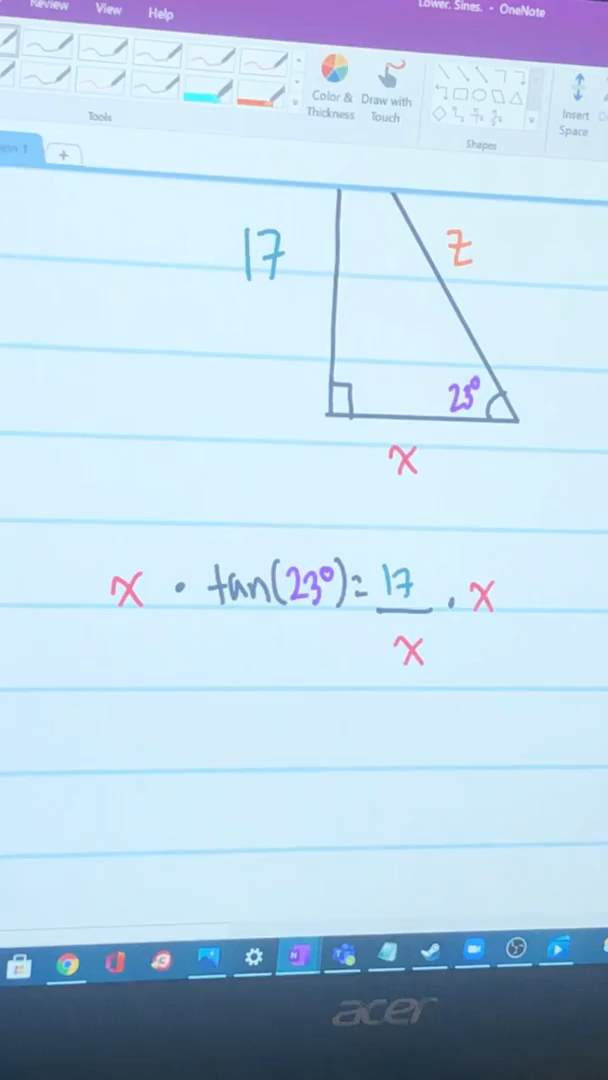 Review View Help
Lower. Sines. - OneNote
Color & Thickness
Draw with Touch
Insert Space
Tools
Shapes
17
z
23°
x
x · tan(23°) = 17/x · x
acer